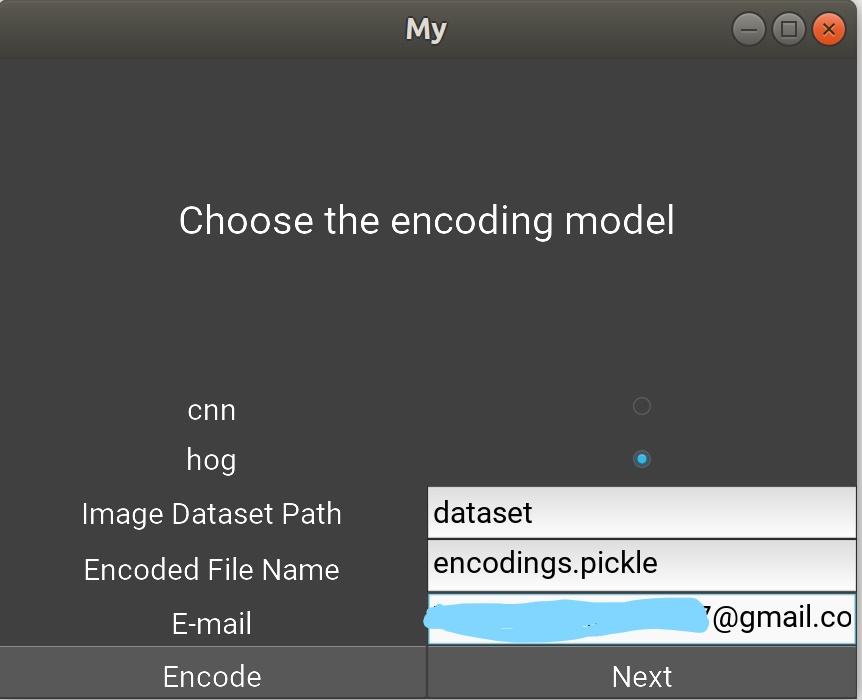 My
Choose the encoding model
cnn
hog
Image Dataset Path dataset
Encoded File Name encodings.pickle
E-mail 7@gmail.co
Encode Next